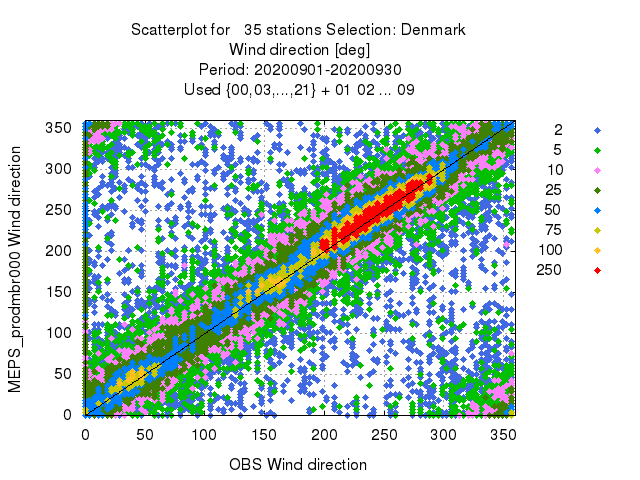 Scatterplot for   35 stations Selection: Denmark
Wind direction [deg]
Period: 20200901-20200930
Used {00,03,...,21} + 01 02 ... 09
MEPS_prodmbr000 Wind direction
350
300
250
200
150
100
50
0
0 50 100 150 200 250 300 350
OBS Wind direction
2
5
10
25
50
75
100
250